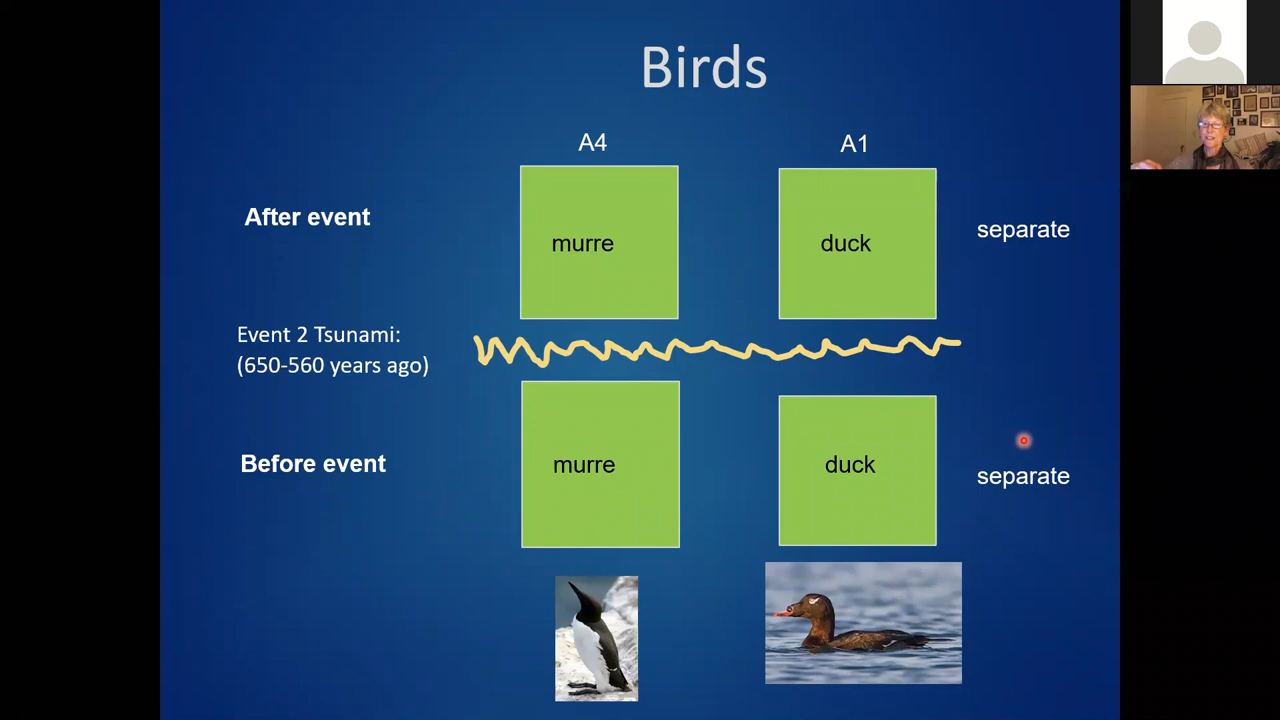 Birds
A4
A1
After event
murre
duck
separate
Event 2 Tsunami:
(650-560 years ago)
Before event
murre
duck
separate